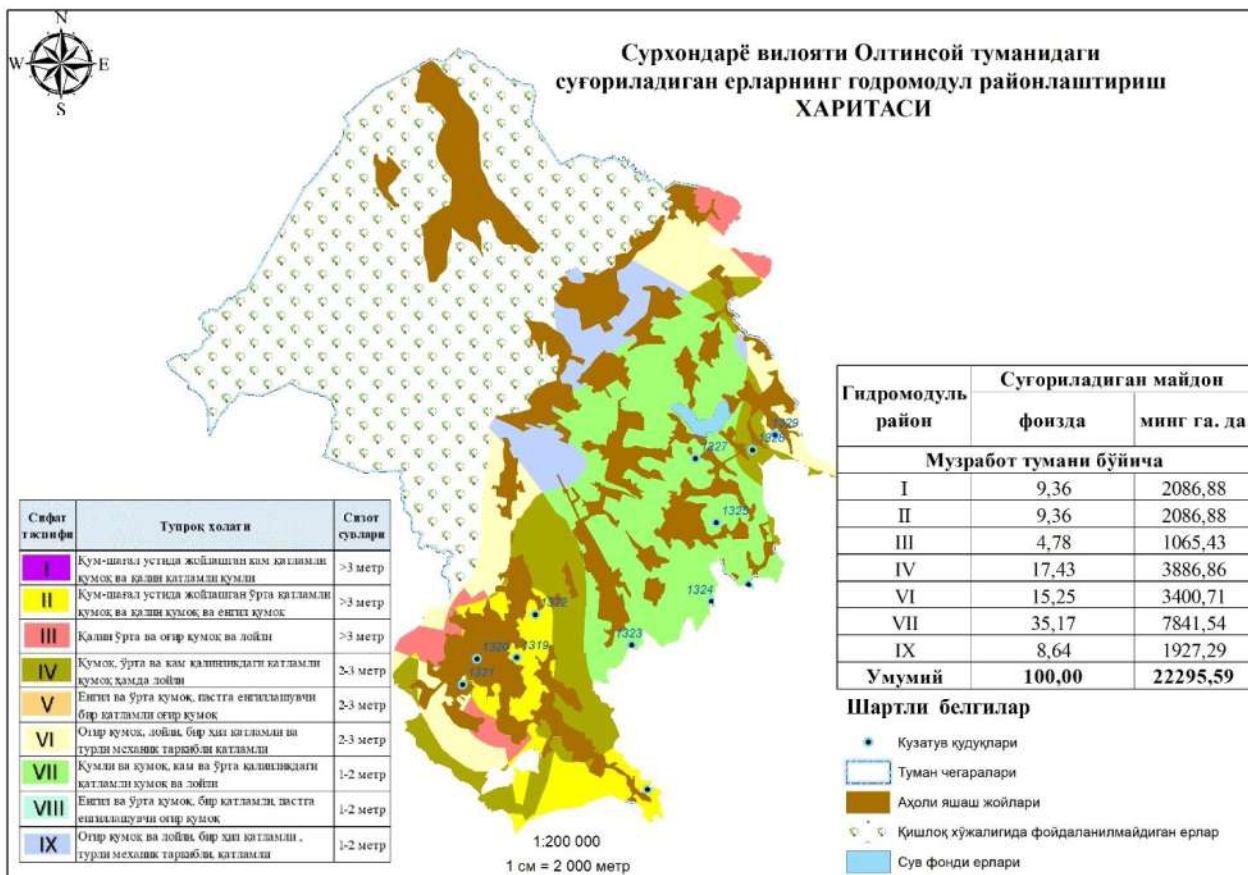 N
W E
S
Сурхондарё вилояти Олтинсой туманидаги
суғориладиган ерларнинг годромодул районлаштириш
ХАРИТАСИ
1329
1328
1327
1325
1324
1323
1322
1320 1319
1321
Гидромодуль район Суғориладиган майдон
фоизда минг га. да
Музработ тумани бўйича
I 9,36 2086,88
II 9,36 2086,88
III 4,78 1065,43
IV 17,43 3886,86
VI 15,25 3400,71
VII 35,17 7841,54
IX 8,64 1927,29
Умумий 100,00 22295,59
Шартли белгилар
Кузатув қудуқлари
Туман чегаралари
Аҳоли яшаш жойлари
Қишлоқ хўжалигида фойдаланилмайдиган ерлар
Сув фонди ерлари
Сифат таснифи Тупроқ ҳолати Сизот сувлари
I Қум-шағал устида жойлашган кам қатламли қумоқ ва қалин қатламли қумли >3 метр
II Қум-шағал устида жойлашган ўрта қатламли қумоқ ва қалин қумоқ ва енгил қумоқ >3 метр
III Қалин ўрта ва оғир қумоқ ва лойли >3 метр
IV Қумоқ, ўрта ва кам қалинликдаги қатламли қумоқ ҳамда лойли 2-3 метр
V Енгил ва ўрта қумоқ, пастга енгиллашувчи бир қатламли оғир қумоқ 2-3 метр
VI Оғир қумоқ, лойли, бир хил қатламли ва турли механик таркибли қатламли 2-3 метр
VII Қумли ва қумоқ, кам ва ўрта қалинликдаги қатламли қумоқ ва лойли 1-2 метр
VIII Енгил ва ўрта қумоқ, бир қатламли, пастга енгиллашувчи оғир қумоқ 1-2 метр
IX Оғир қумоқ ва лойли, бир хил қатламли , турли механик таркибли, қатламли 1-2 метр
1:200 000
1 см = 2 000 метр